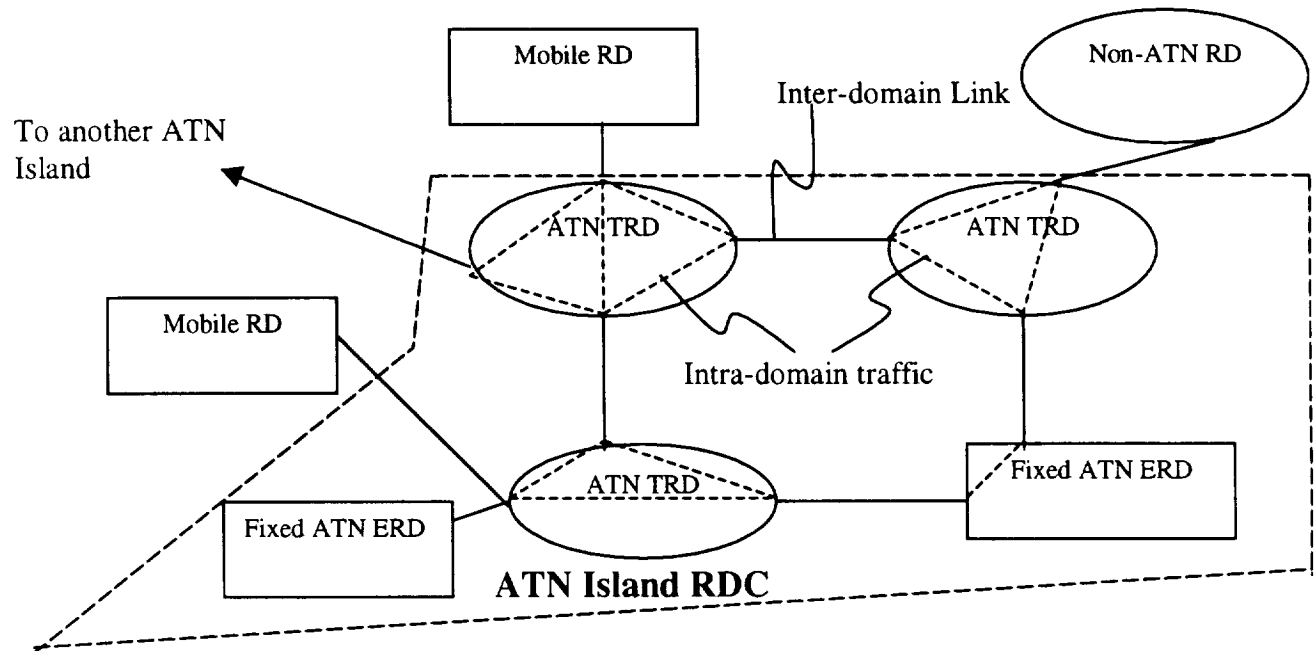 Mobile RD
Non-ATN RD
Inter-domain Link
To another ATN
Island
ATN TRD
ATN TRD
Mobile RD
Intra-domain traffic
ATN TRD
Fixed ATN ERD
Fixed ATN ERD
ATN Island RDC